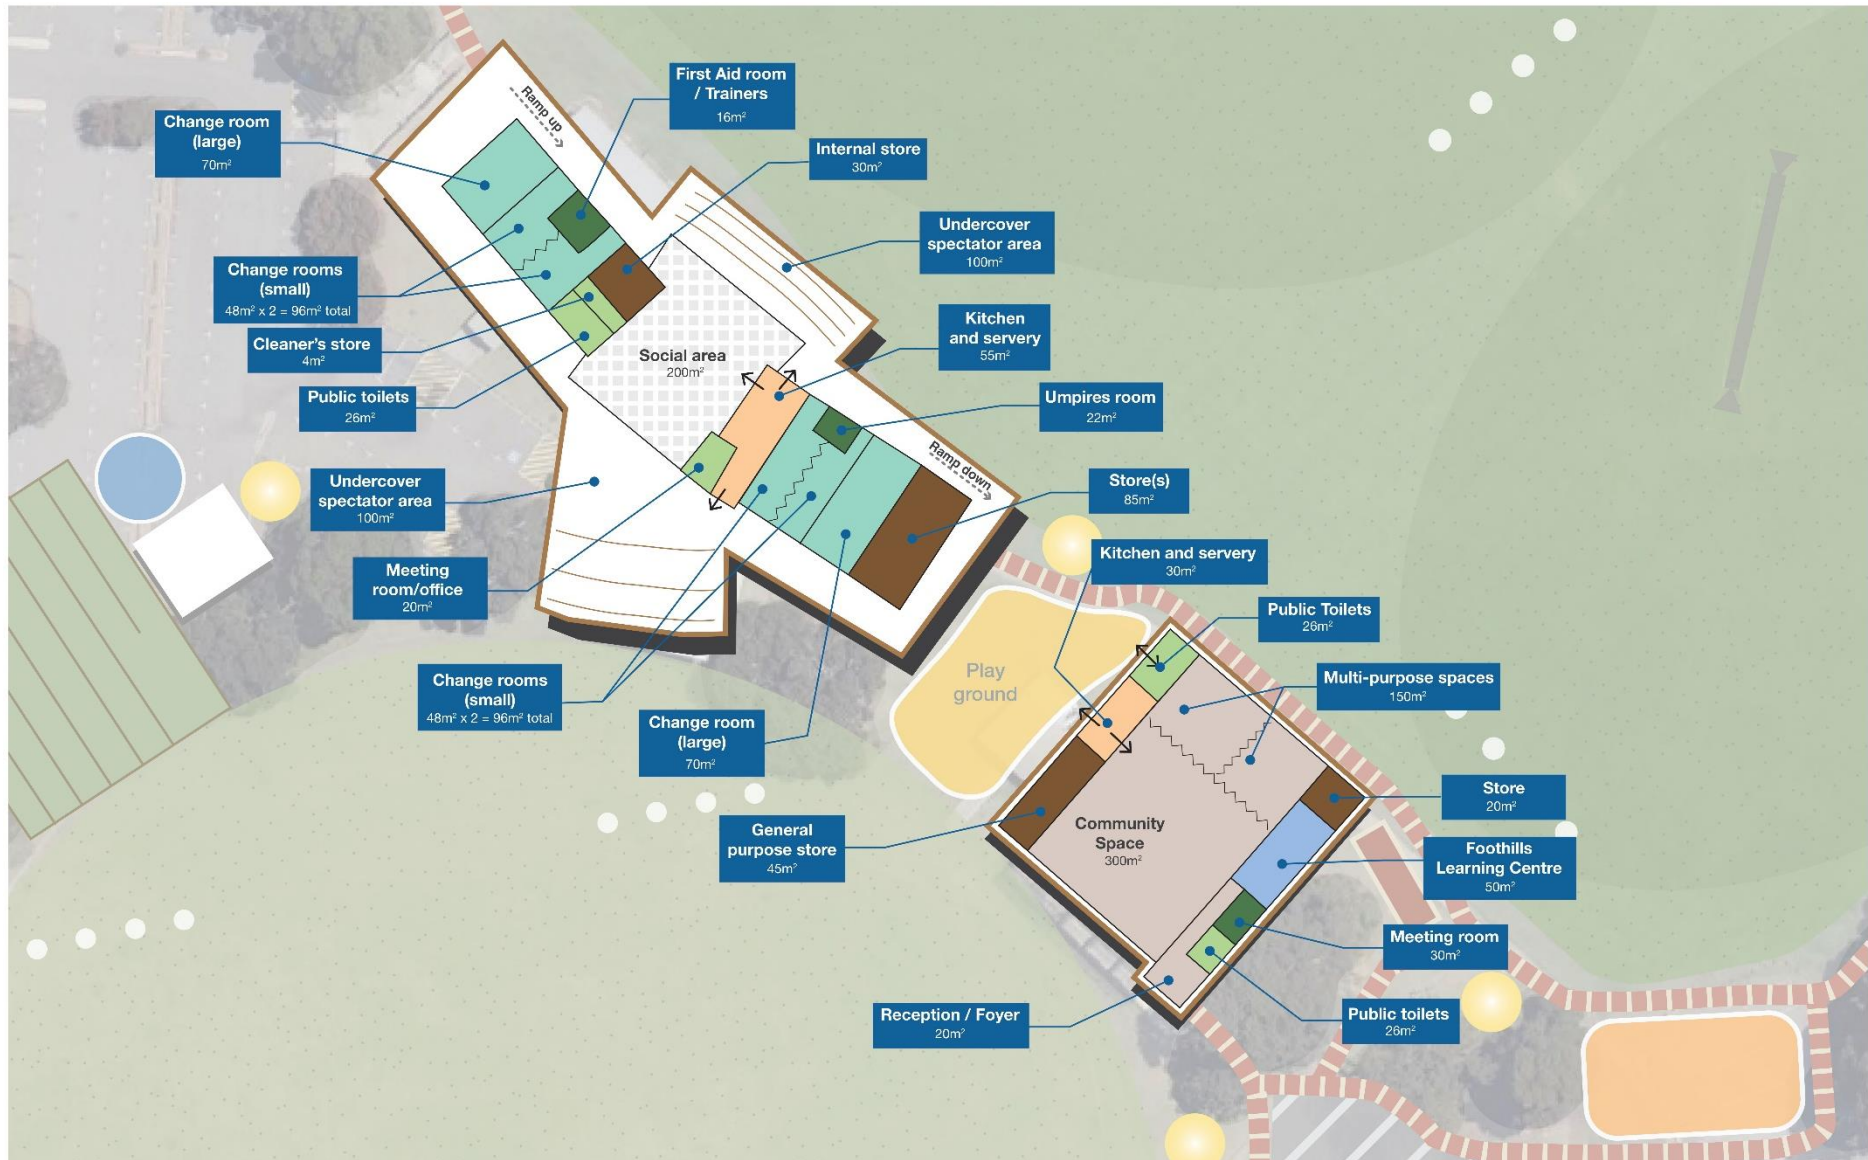 First Aid room
/ Trainers
16m²
Ramp up
Change room
(large)
70m²
Internal store
30m²
Undercover
spectator area
100m²
Change rooms
(small)
48m² x 2 = 96m² total
Kitchen
and servery
55m²
Cleaner's store
4m²
Social area
200m²
Public toilets
26m²
Umpires room
22m²
Ramp down
Undercover
spectator area
100m²
Store(s)
85m²
Kitchen and servery
30m²
Meeting
room/office
20m²
Public Toilets
26m²
Play
ground
Change rooms
(small)
48m² x 2 = 96m² total
Multi-purpose spaces
150m²
Change room
(large)
70m²
Store
20m²
General
purpose store
45m²
Community
Space
300m²
Foothills
Learning Centre
50m²
Meeting room
30m²
Reception / Foyer
20m²
Public toilets
26m²